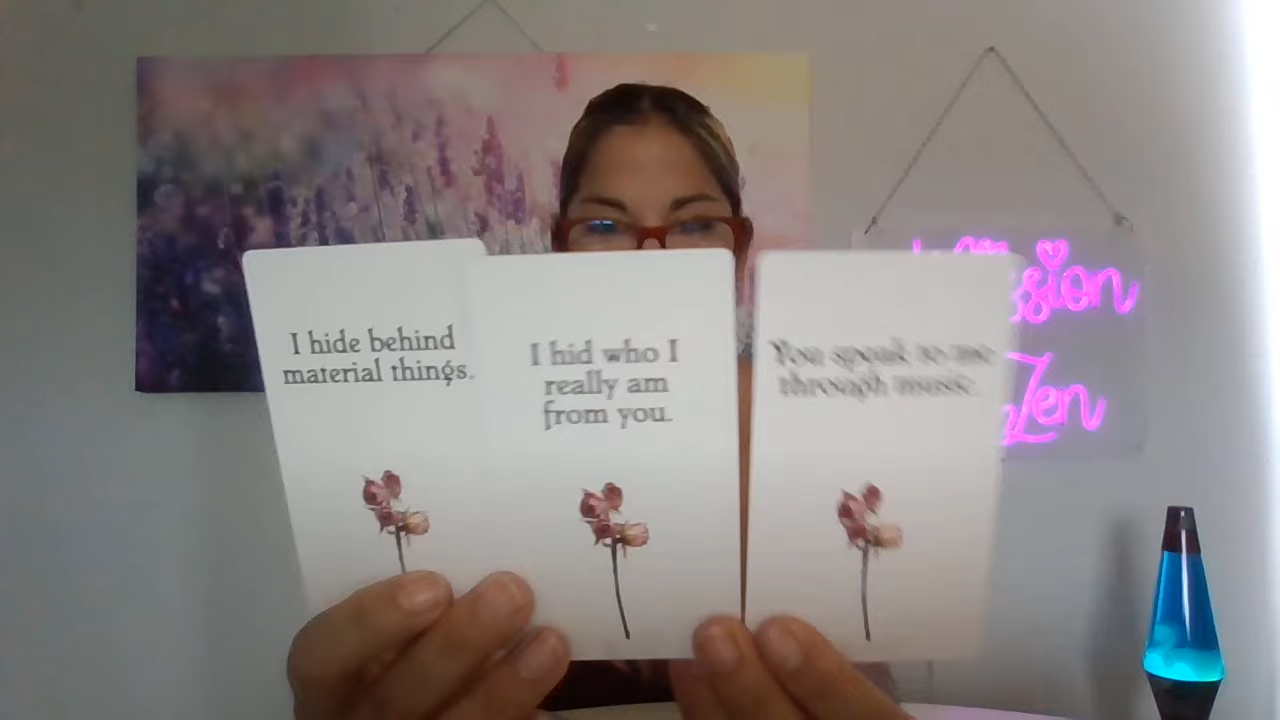 I hide behind
material things.
I hid who I
really am
from you.
You speak to me
through music.
Zen